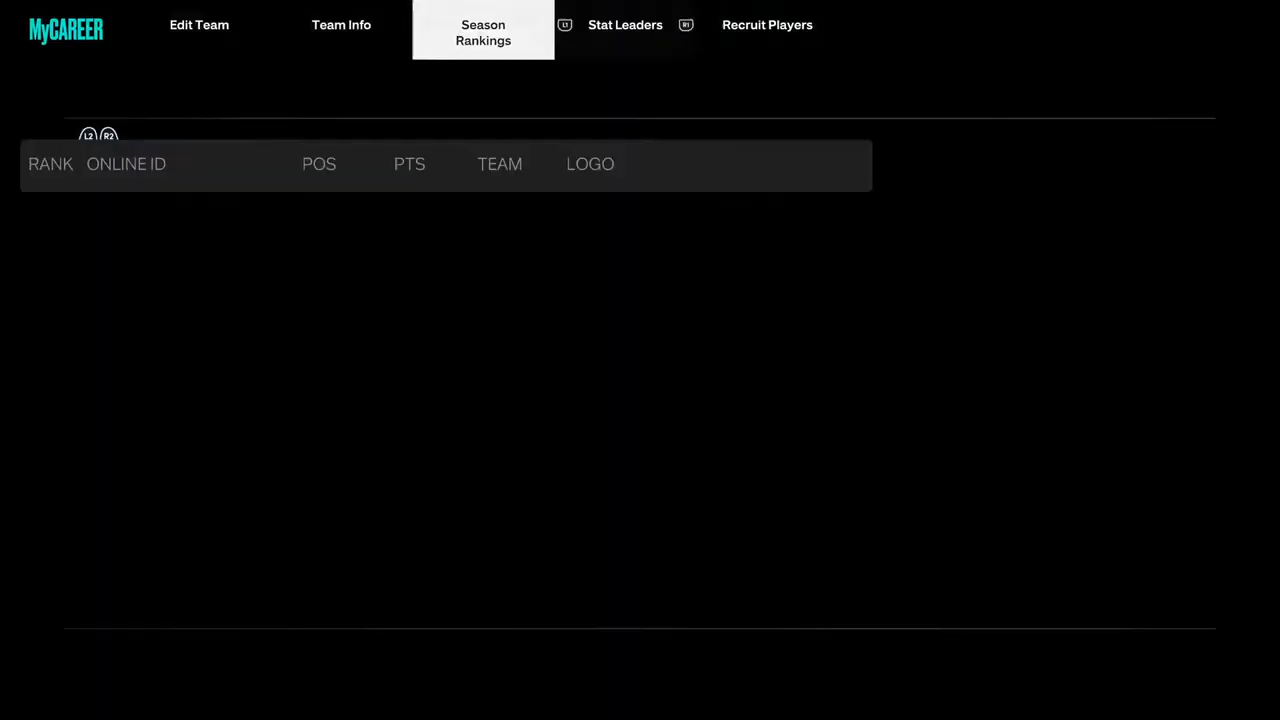 MyCAREER
Edit Team
Team Info
Season
Rankings
L1
Stat Leaders
R1
Recruit Players
L2 R2
RANK ONLINE ID POS PTS TEAM LOGO